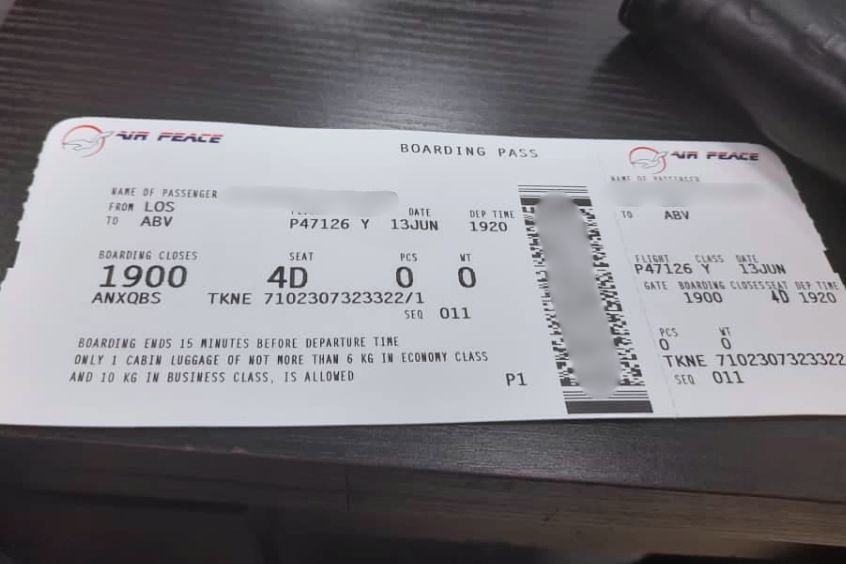 AIR PEACE
BOARDING PASS
NAME OF PASSENGER
FROM LOS
TO ABV
DATE DEP TIME
P47126 Y 13JUN 1920
BOARDING CLOSES SEAT PCS WT
1900 4D 0 0
ANXQBS TKNE 7102307323322/1
SEQ 011
BOARDING ENDS 15 MINUTES BEFORE DEPARTURE TIME
ONLY 1 CABIN LUGGAGE OF NOT MORE THAN 6 KG IN ECONOMY CLASS
AND 10 KG IN BUSINESS CLASS, IS ALLOWED
P1
AIR PEACE
NAME OF PASSENGER
TO ABV
FLIGHT CLASS DATE
P47126 Y 13JUN
GATE BOARDING CLOSES SEAT DEP TIME
1900 4D 1920
PCS WT
0 0
TKNE 7102307323322
SEQ 011